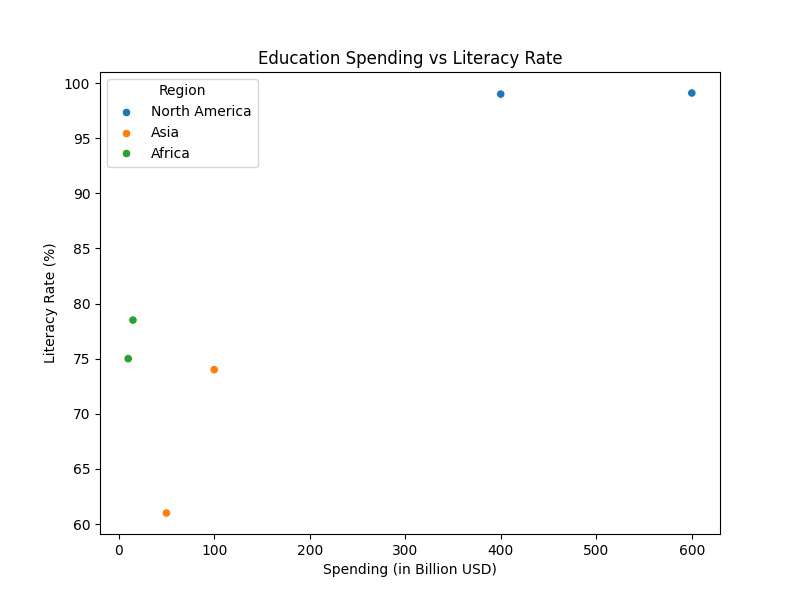 Education Spending vs Literacy Rate
Region
North America
Asia
Africa
100
95
90
85
80
75
70
65
60
Literacy Rate (%)
0 100 200 300 400 500 600
Spending (in Billion USD)